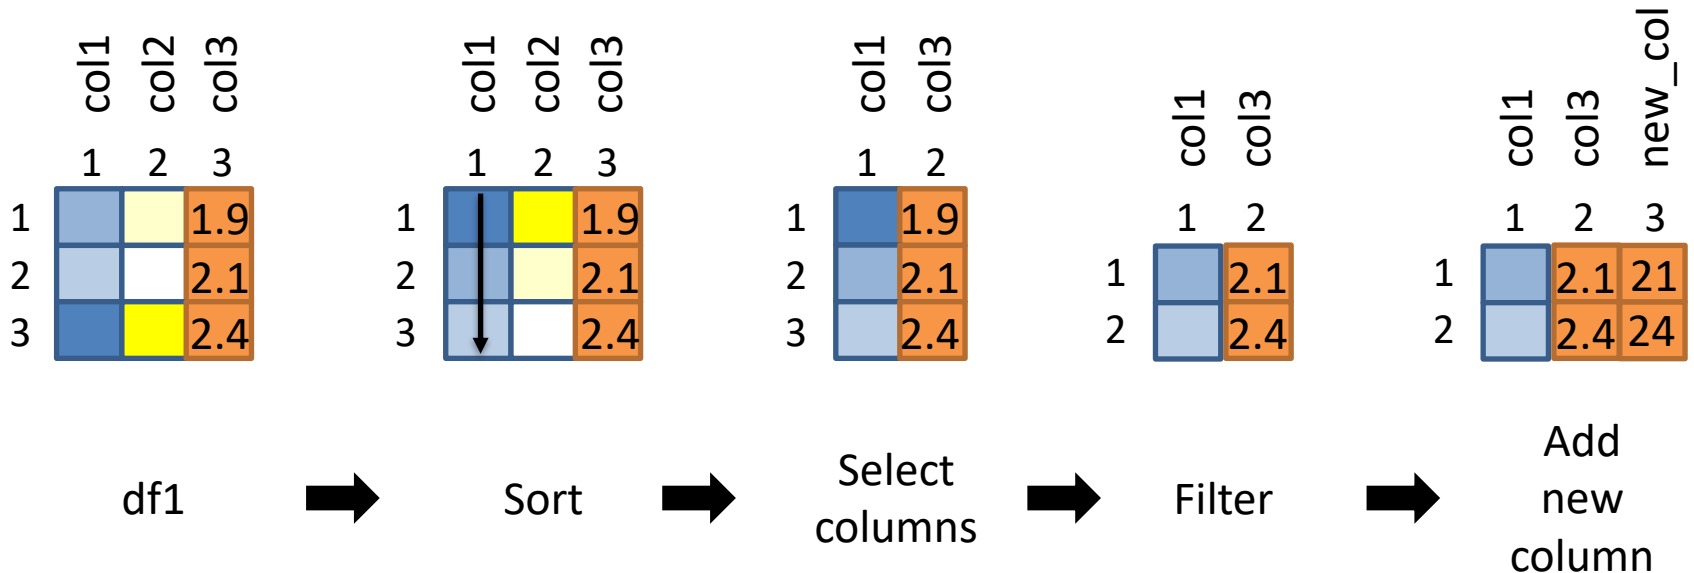 col1 col2 col3
1 2 3
1 1.9
2 2.1
3 2.4
df1
col1 col2 col3
1 2 3
1 1.9
2 2.1
3 2.4
Sort
col1 col3
1 2
1 1.9
2 2.1
3 2.4
Select
columns
col1 col3
1 2
1 2.1
2 2.4
Filter
col1 col3 new_col
1 2 3
1 2.1 21
2 2.4 24
Add
new
column